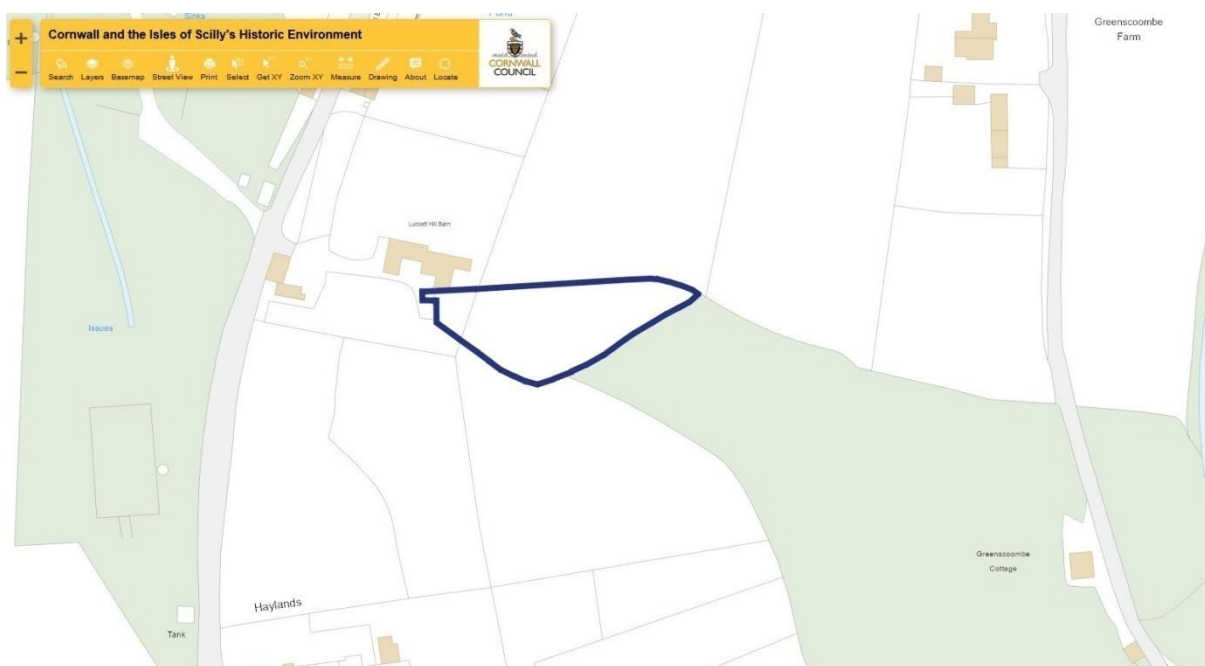 Sinks
Cornwall and the Isles of Scilly's Historic Environment
Search Layers Basemap Street View Print Select Get XY Zoom XY Measure Drawing About Locate
CORNWALL
COUNCIL
+
−
Greenscoombe
Farm
Luckett Hill Barn
Issues
Greenscoombe
Cottage
Haylands
Tank